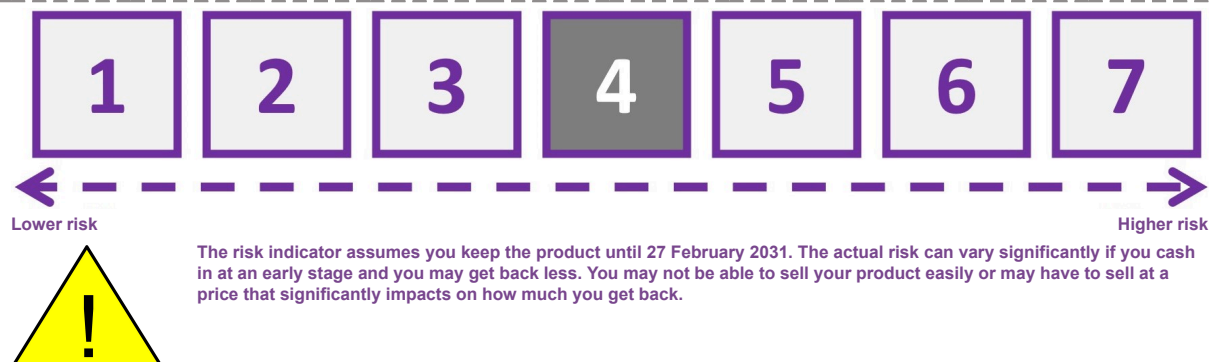 1 2 3 4 5 6 7
Lower risk Higher risk
The risk indicator assumes you keep the product until 27 February 2031. The actual risk can vary significantly if you cash
in at an early stage and you may get back less. You may not be able to sell your product easily or may have to sell at a
price that significantly impacts on how much you get back.
!